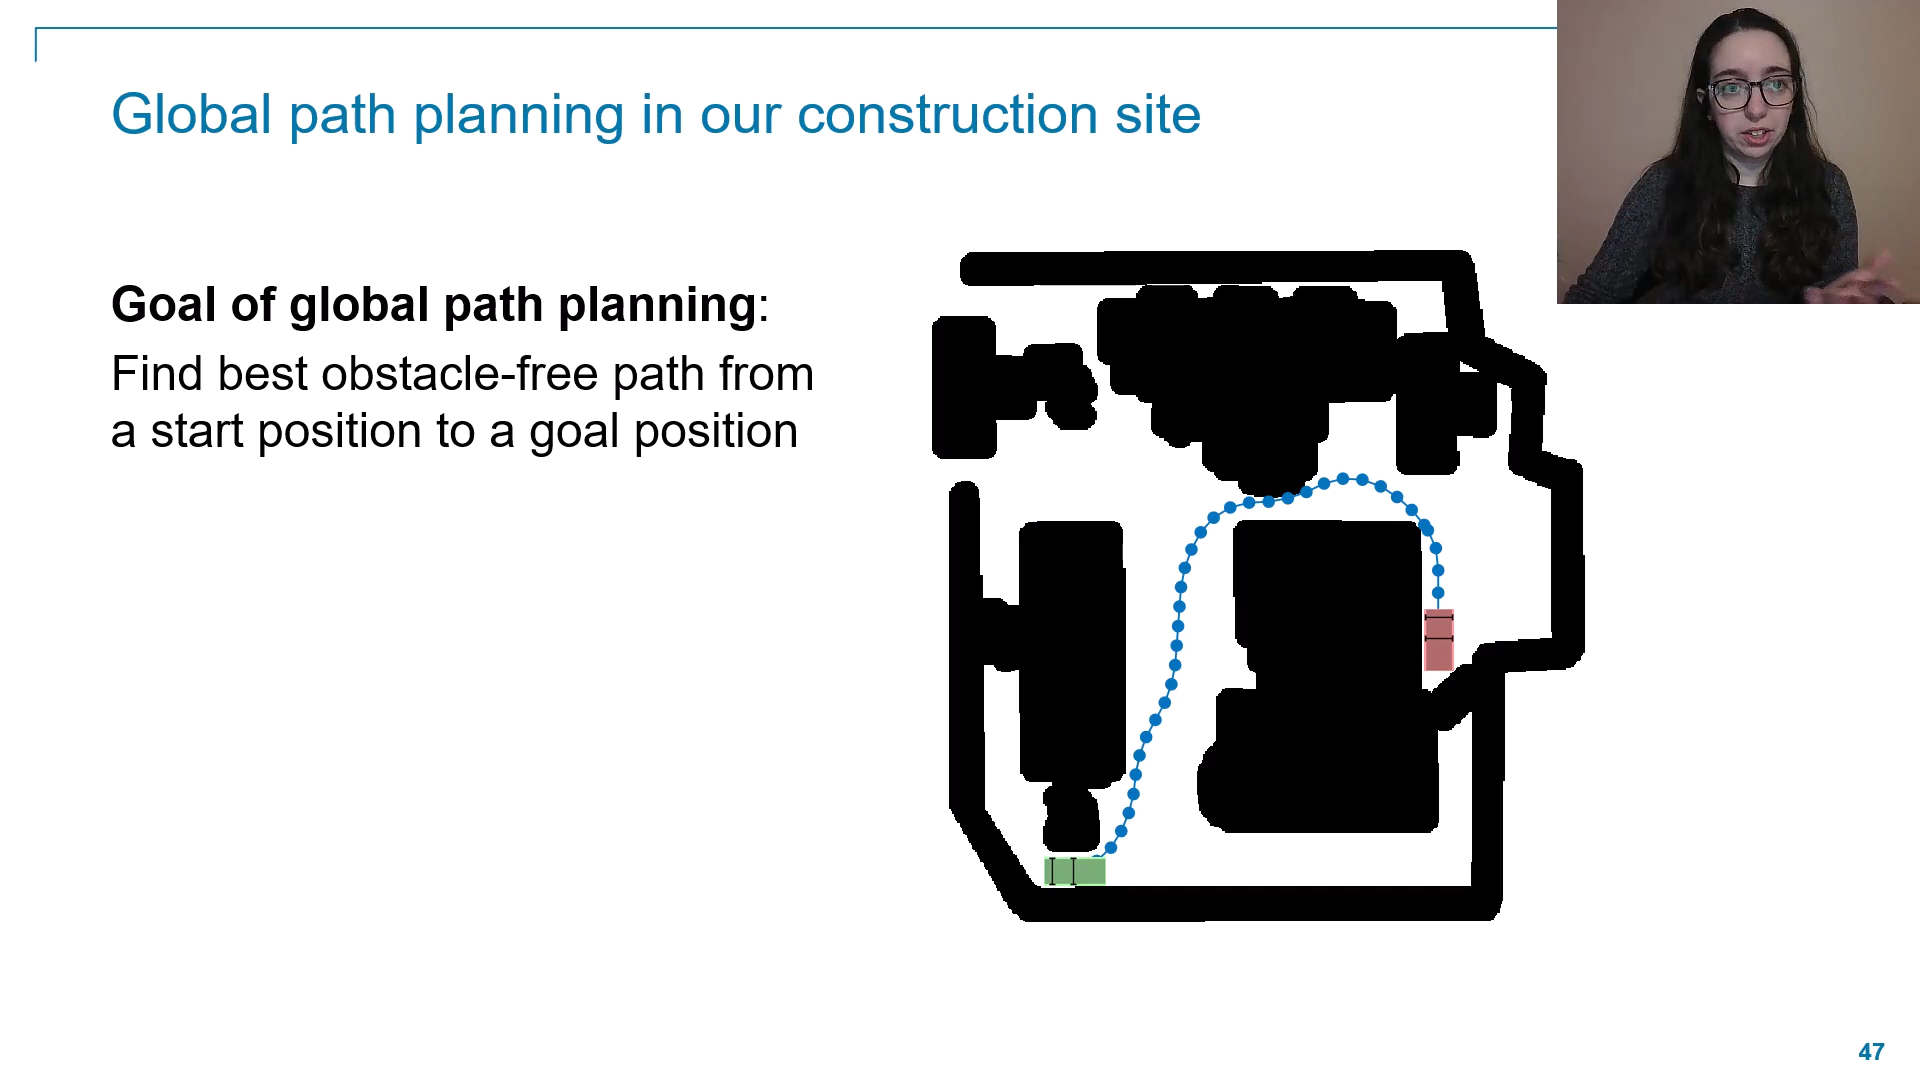 Global path planning in our construction site
Goal of global path planning:
Find best obstacle-free path from
a start position to a goal position
47